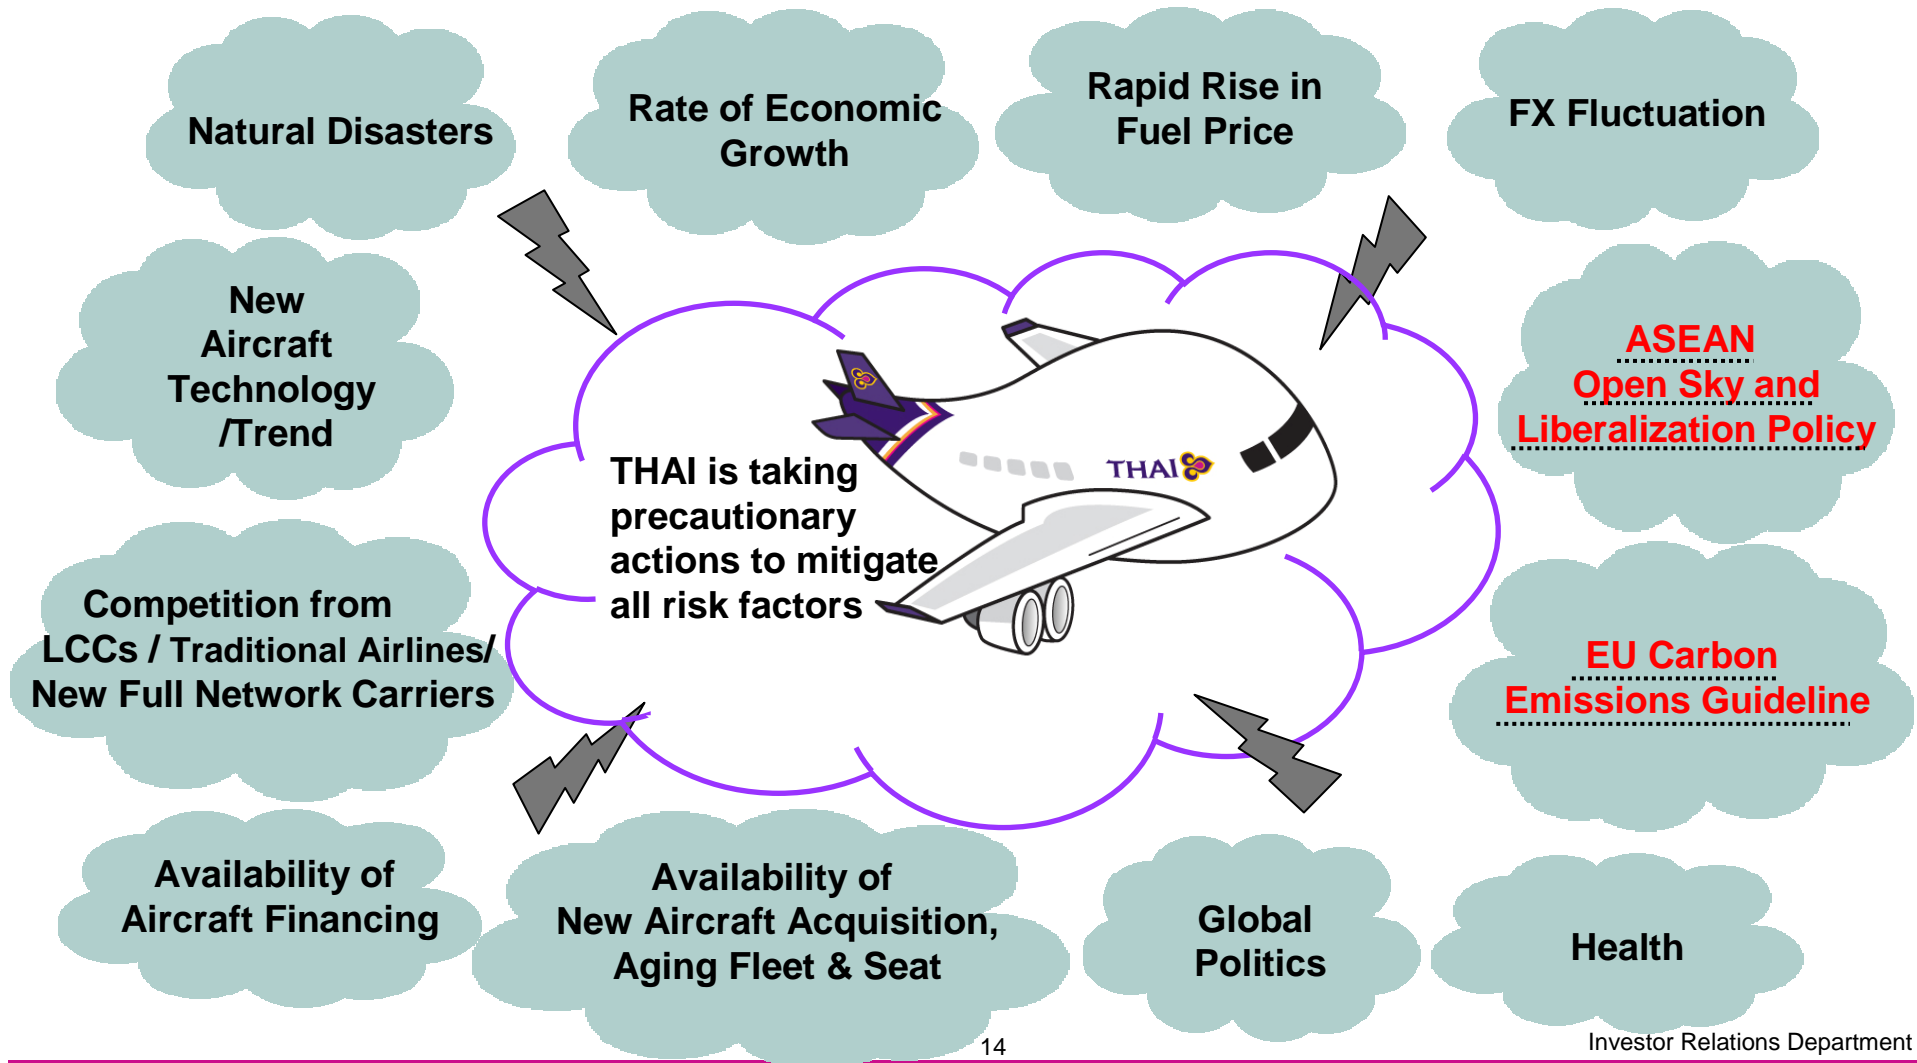 Natural Disasters
Rate of Economic
Growth
Rapid Rise in
Fuel Price
FX Fluctuation
New
Aircraft
Technology
/Trend
ASEAN
Open Sky and
Liberalization Policy
THAI
THAI is taking
precautionary
actions to mitigate
all risk factors
Competition from
LCCs / Traditional Airlines/
New Full Network Carriers
EU Carbon
Emissions Guideline
Availability of
Aircraft Financing
Availability of
New Aircraft Acquisition,
Aging Fleet & Seat
Global
Politics
Health
14
Investor Relations Department